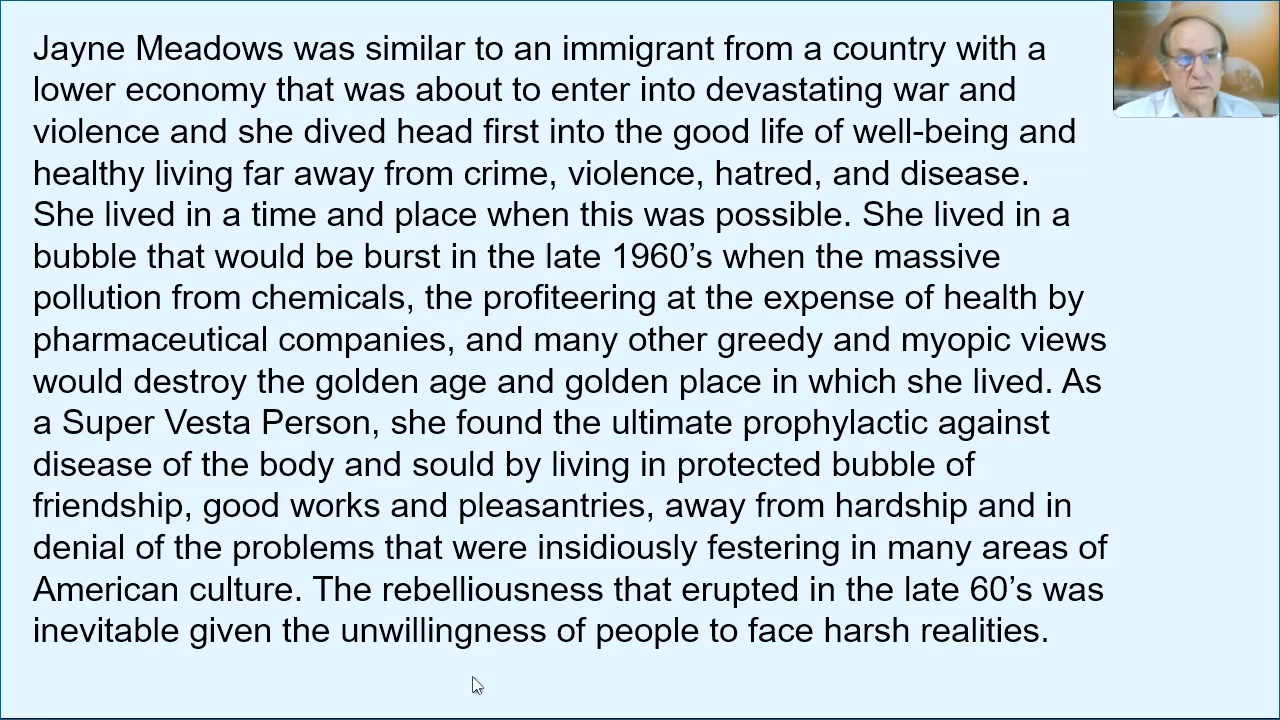 Jayne Meadows was similar to an immigrant from a country with a
lower economy that was about to enter into devastating war and
violence and she dived head first into the good life of well-being and
healthy living far away from crime, violence, hatred, and disease.
She lived in a time and place when this was possible. She lived in a
bubble that would be burst in the late 1960’s when the massive
pollution from chemicals, the profiteering at the expense of health by
pharmaceutical companies, and many other greedy and myopic views
would destroy the golden age and golden place in which she lived. As
a Super Vesta Person, she found the ultimate prophylactic against
disease of the body and sould by living in protected bubble of
friendship, good works and pleasantries, away from hardship and in
denial of the problems that were insidiously festering in many areas of
American culture. The rebelliousness that erupted in the late 60’s was
inevitable given the unwillingness of people to face harsh realities.